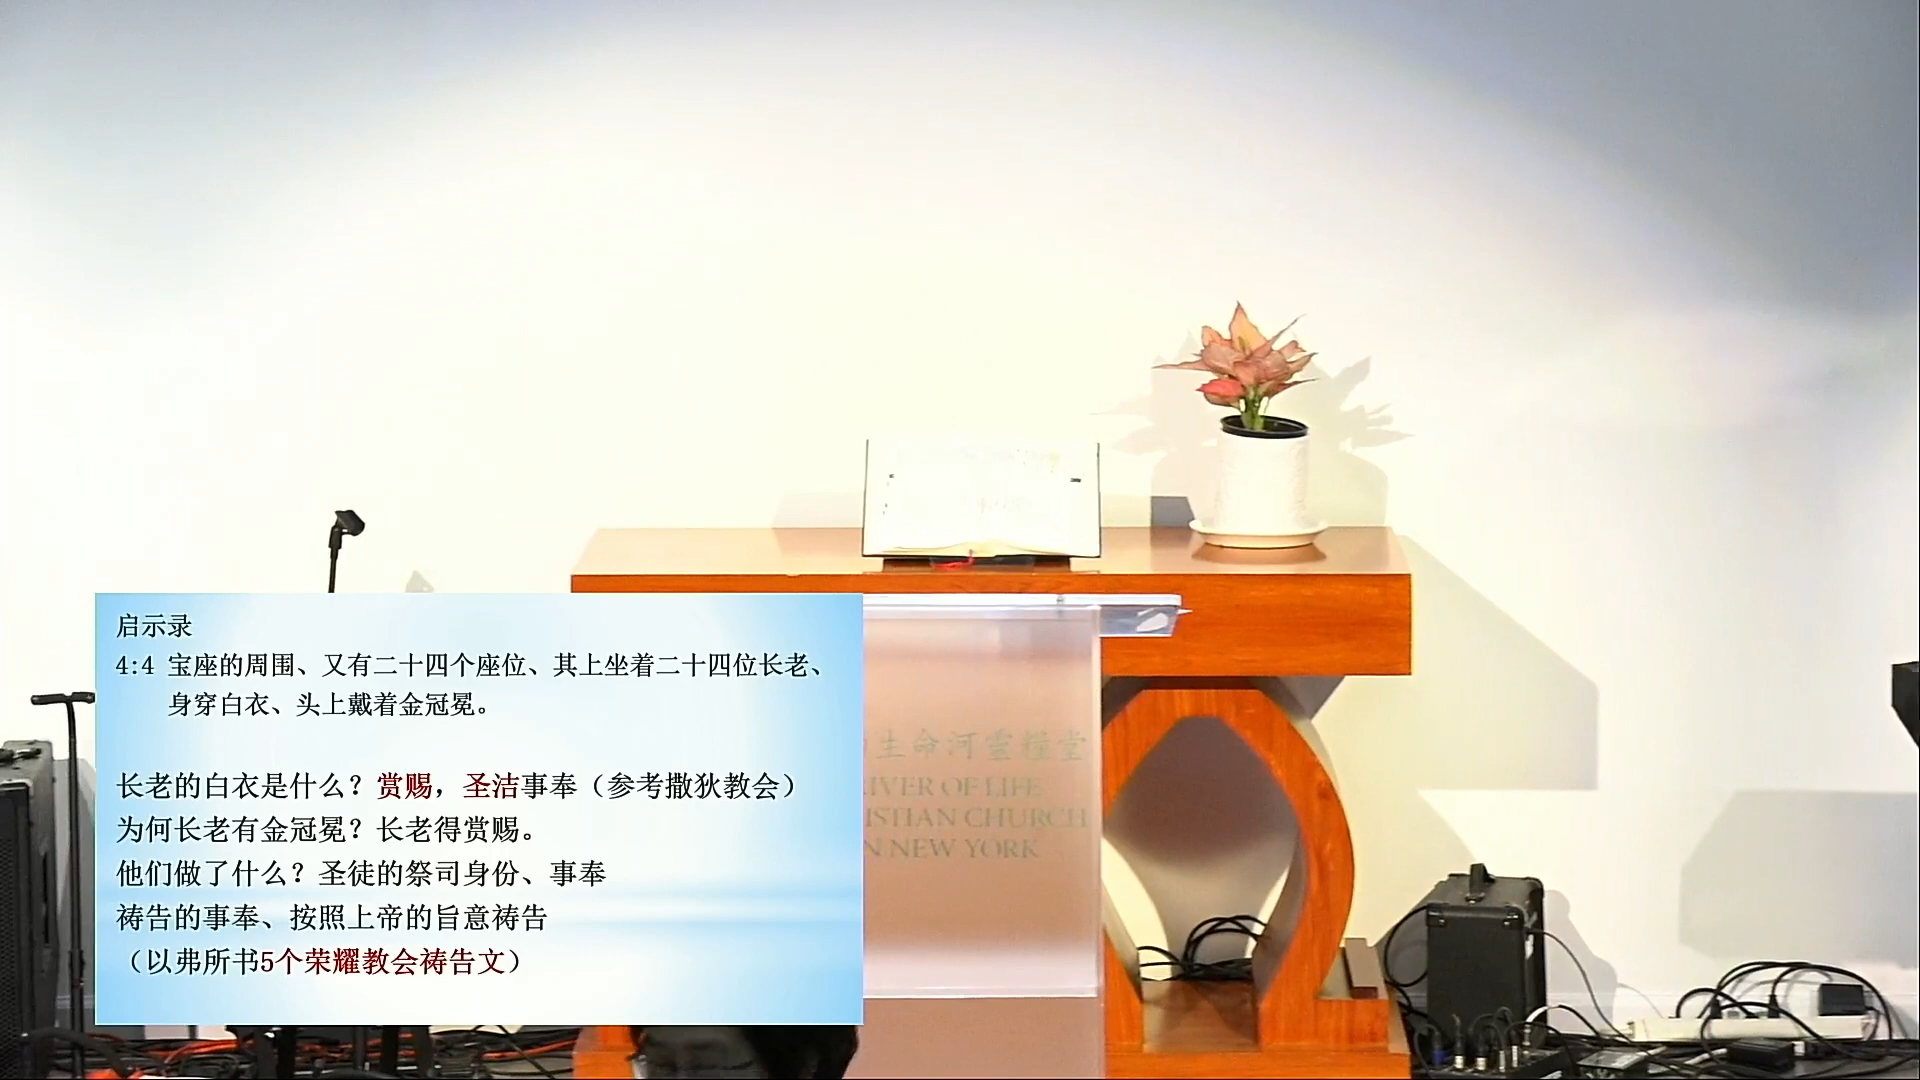 启示录
4:4 宝座的周围、又有二十四个座位、其上坐着二十四位长老、
身穿白衣、头上戴着金冠冕。
长老的白衣是什么？赏赐，圣洁事奉（参考撒狄教会）
为何长老有金冠冕？长老得赏赐。
他们做了什么？圣徒的祭司身份、事奉
祷告的事奉、按照上帝的旨意祷告
（以弗所书5个荣耀教会祷告文）
生命河靈糧堂
RIVER OF LIFE
ISTIAN CHURCH
N NEW YORK